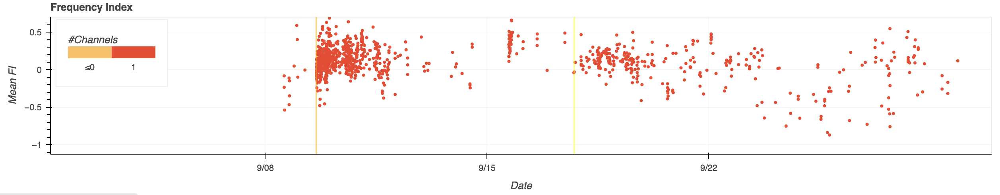 Frequency Index
#Channels
≤0 1
0.5
0
−0.5
−1
Mean FI
9/08 9/15 9/22
Date